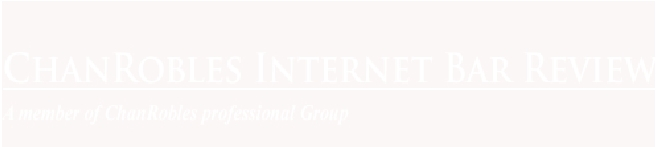 ChanRobles Internet Bar Review
A member of ChanRobles professional Group